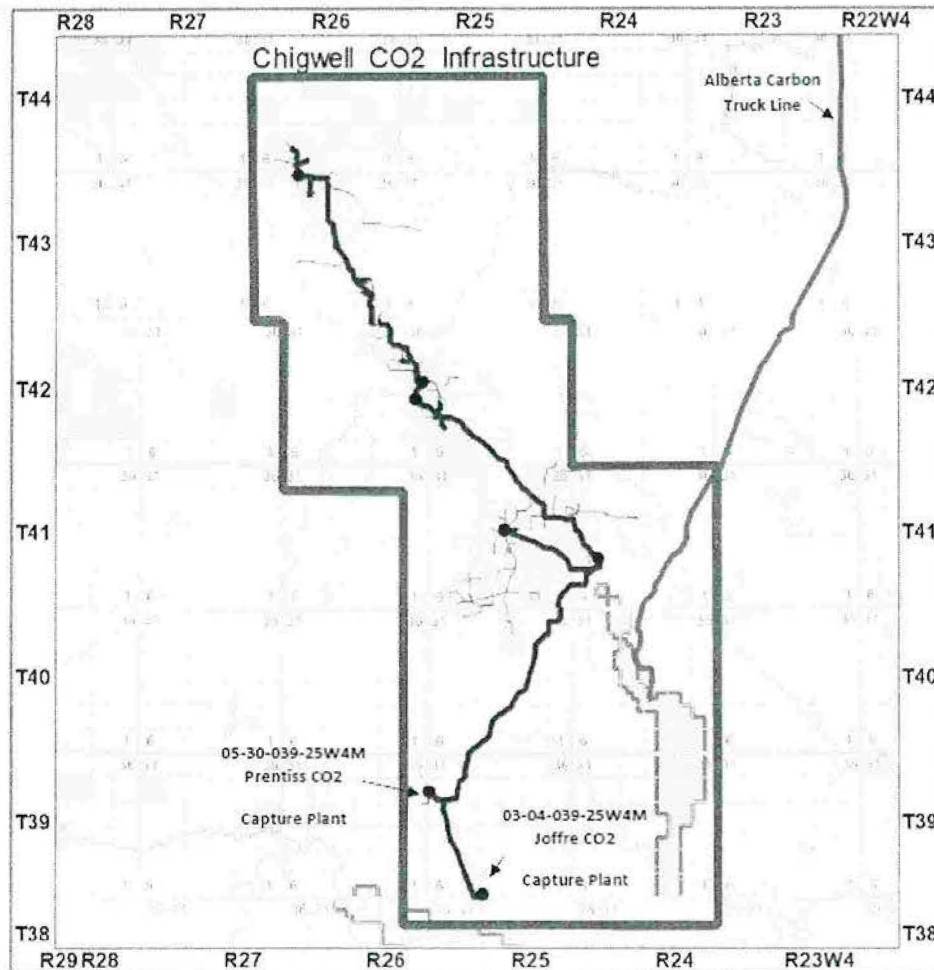 R28 R27 R26 R25 R24 R23 R22W4
Chigwell CO2 Infrastructure
Alberta Carbon
Truck Line
T44 T44
T43 T43
T42 T42
T41 T41
T40 T40
05-30-039-25W4M
Prentiss CO2
Capture Plant
03-04-039-25W4M
Joffre CO2
Capture Plant
T39 T39
T38 T38
R29 R28 R27 R26 R25 R24 R23W4